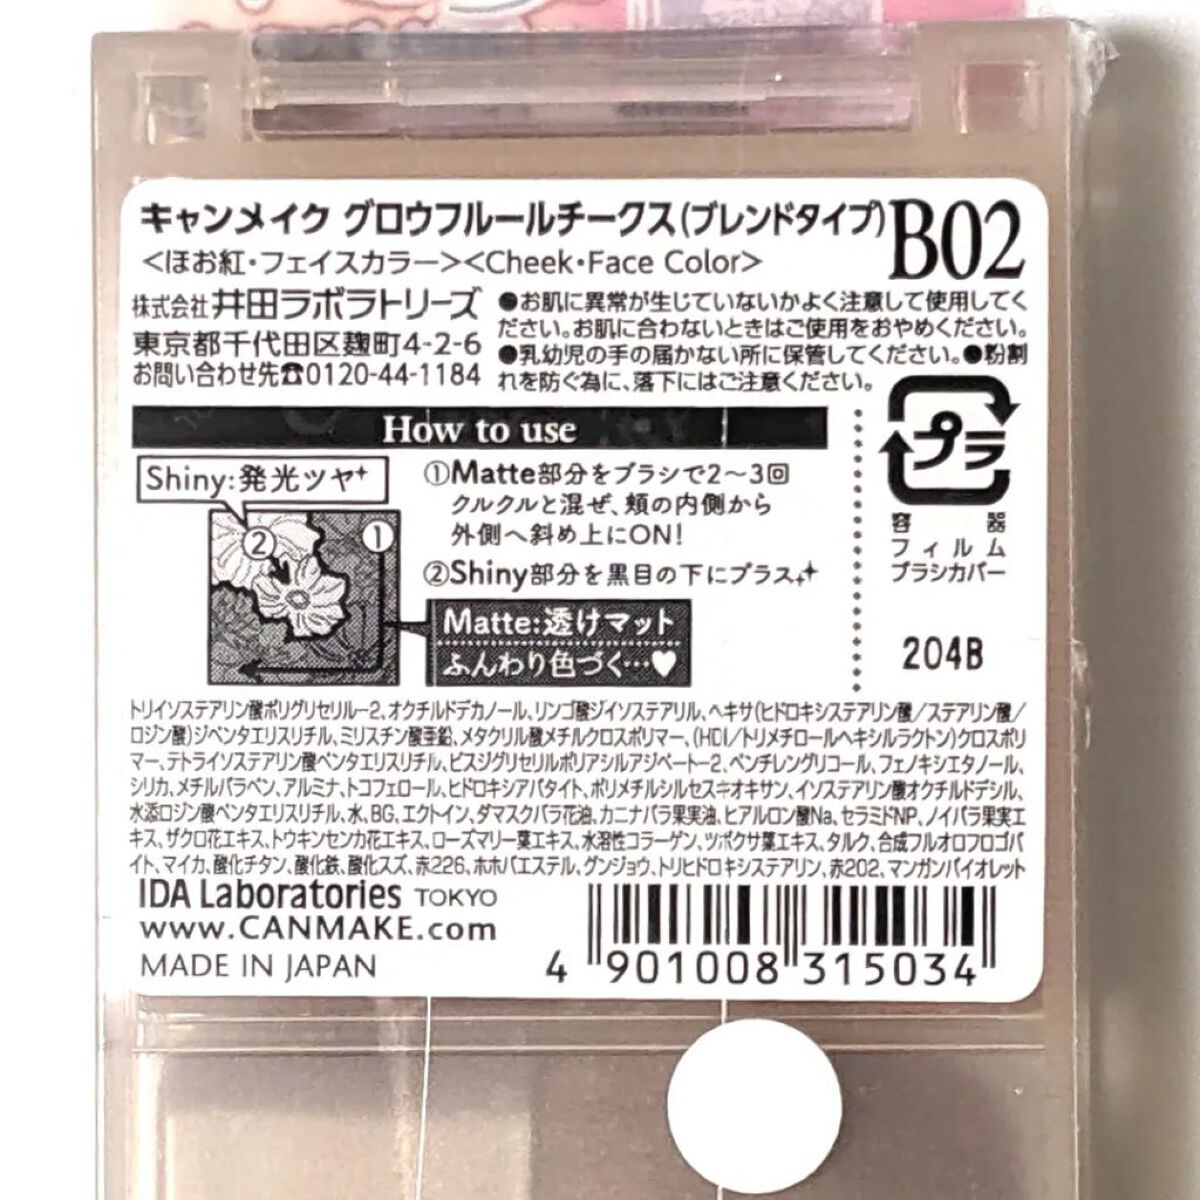 キャンメイク グロウフルールチークス(ブレンドタイプ) B02
<ほお紅・フェイスカラー><Cheek・Face Color>
株式会社 井田ラボラトリーズ
東京都千代田区麹町4-2-6
お問い合わせ先☎0120-44-1184
●お肌に異常が生じていないかよく注意して使用してく
ださい。お肌に合わないときはご使用をおやめください。
●乳幼児の手の届かない所に保管してください。●粉割
れを防ぐ為に、落下にはご注意ください。
How to use
Shiny:発光ツヤ
② ①
①Matte部分をブラシで2～3回
クルクルと混ぜ、頬の内側から
外側へ斜め上にON!
②Shiny部分を黒目の下にプラス
Matte:透けマット
ふんわり色づく…♥
プラ
容器
フィルム
ブラシカバー
204B
トリイソステアリン酸ポリグリセリル-2、オクチルドデカノール、リンゴ酸ジイソステアリル、ヘキサ(ヒドロキシステアリン酸/ステアリン酸/
ロジン酸)ジペンタエリスリチル、ミリスチン酸亜鉛、メタクリル酸メチルクロスポリマー、(HDI/トリメチロールヘキシルラクトン)クロスポリ
マー、テトライソステアリン酸ペンタエリスリチル、ビスジグリセリルポリアシルアジペート-2、ペンチレングリコール、フェノキシエタノール、
シリカ、メチルパラベン、アルミナ、トコフェロール、ヒドロキシアパタイト、ポリメチルシルセスキオキサン、イソステアリン酸オクチルドデシル、
水添ロジン酸ペンタエリスリチル、水、BG、エクトイン、ダマスクバラ花油、カニナバラ果実油、ヒアルロン酸Na、セラミドNP、ノイバラ果実エ
キス、ザクロ花エキス、トウキンセンカ花エキス、ローズマリー葉エキス、水溶性コラーゲン、ツボクサ葉エキス、タルク、合成フルオロフロゴパ
イト、マイカ、酸化チタン、酸化鉄、酸化スズ、赤226、ホホバエステル、グンジョウ、トリヒドロキシステアリン、赤202、マンガンバイオレット
IDA Laboratories TOKYO
www.CANMAKE.com
MADE IN JAPAN
4 901008 315034